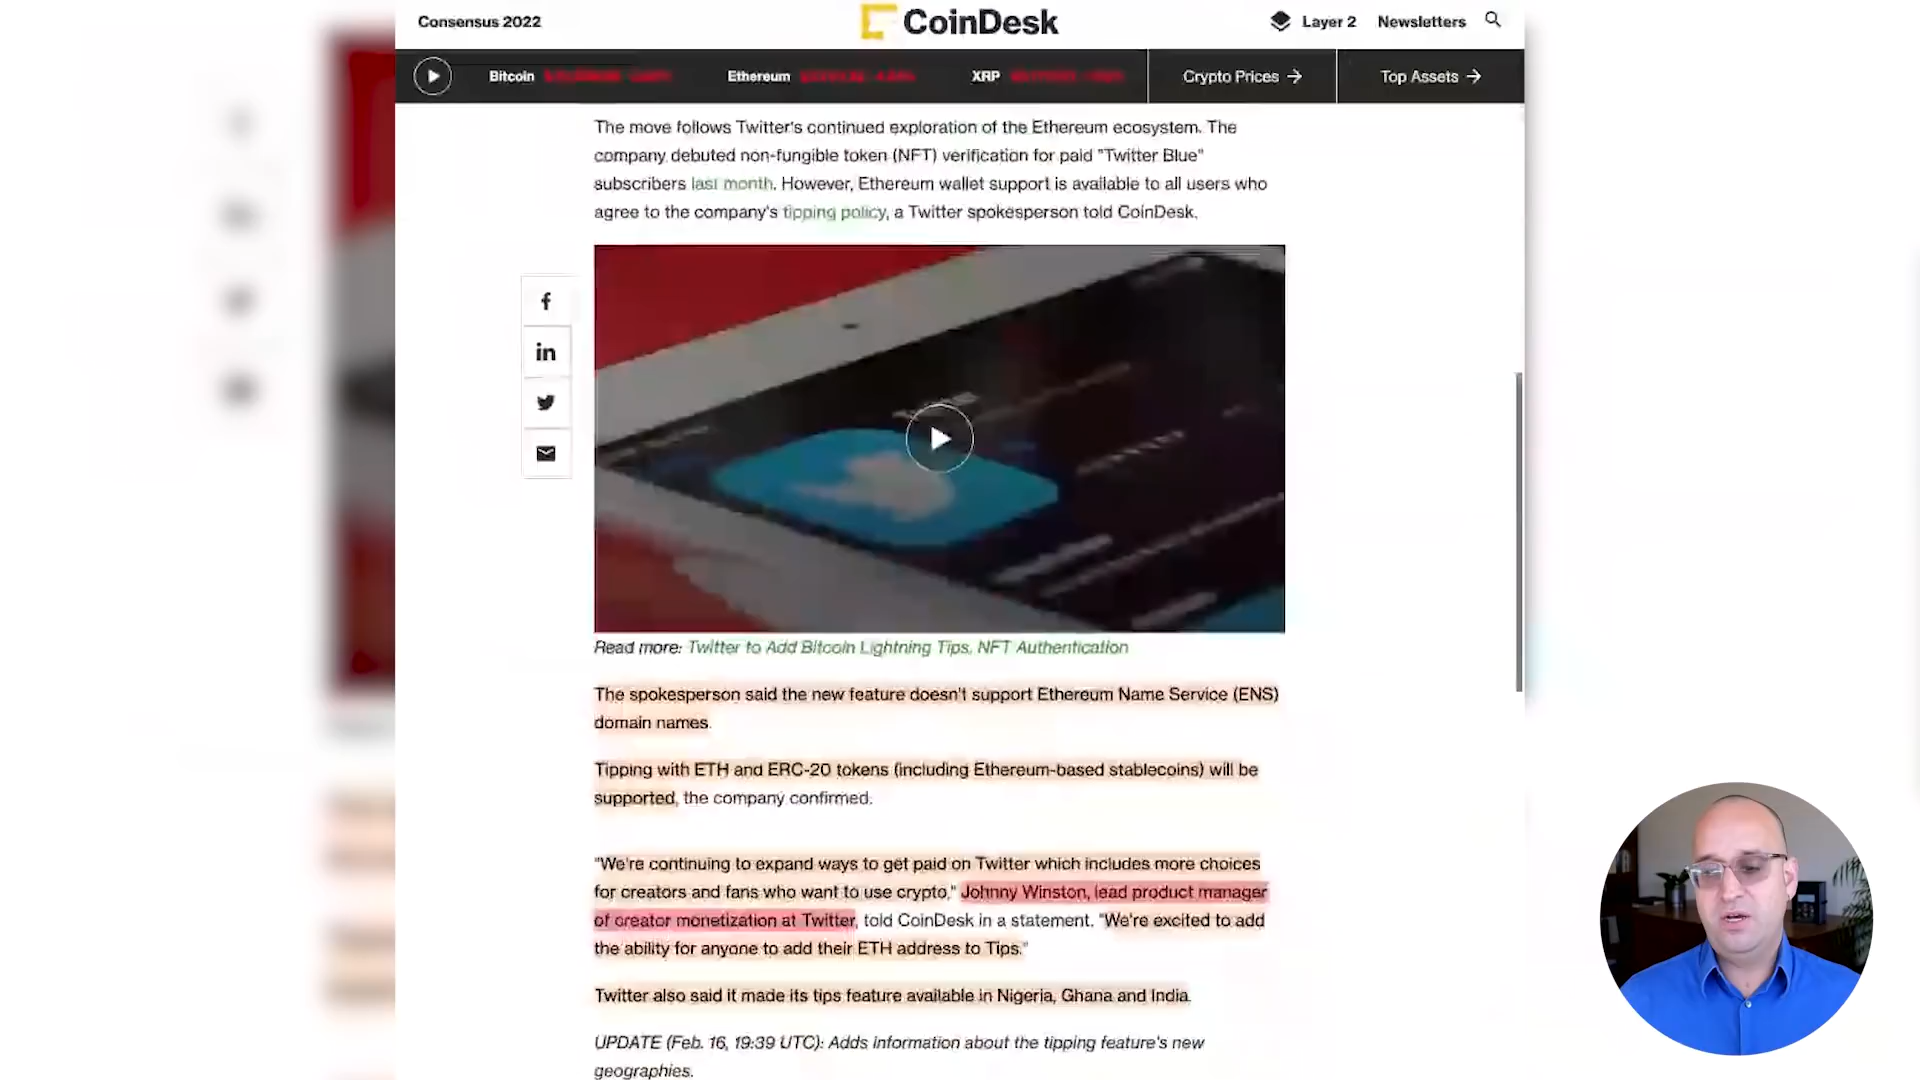 Consensus 2022
CoinDesk
Layer 2
Newsletters
Bitcoin
Ethereum
XRP
Crypto Prices →
Top Assets →
The move follows Twitter's continued exploration of the Ethereum ecosystem. The
company debuted non-fungible token (NFT) verification for paid "Twitter Blue"
subscribers last month. However, Ethereum wallet support is available to all users who
agree to the company's tipping policy, a Twitter spokesperson told CoinDesk.
f
in
Read more: Twitter to Add Bitcoin Lightning Tips, NFT Authentication
The spokesperson said the new feature doesn't support Ethereum Name Service (ENS)
domain names.
Tipping with ETH and ERC-20 tokens (including Ethereum-based stablecoins) will be
supported, the company confirmed.
"We're continuing to expand ways to get paid on Twitter which includes more choices
for creators and fans who want to use crypto," Johnny Winston, lead product manager
of creator monetization at Twitter, told CoinDesk in a statement. "We're excited to add
the ability for anyone to add their ETH address to Tips."
Twitter also said it made its tips feature available in Nigeria, Ghana and India.
UPDATE (Feb. 16, 19:39 UTC): Adds information about the tipping feature's new
geographies.